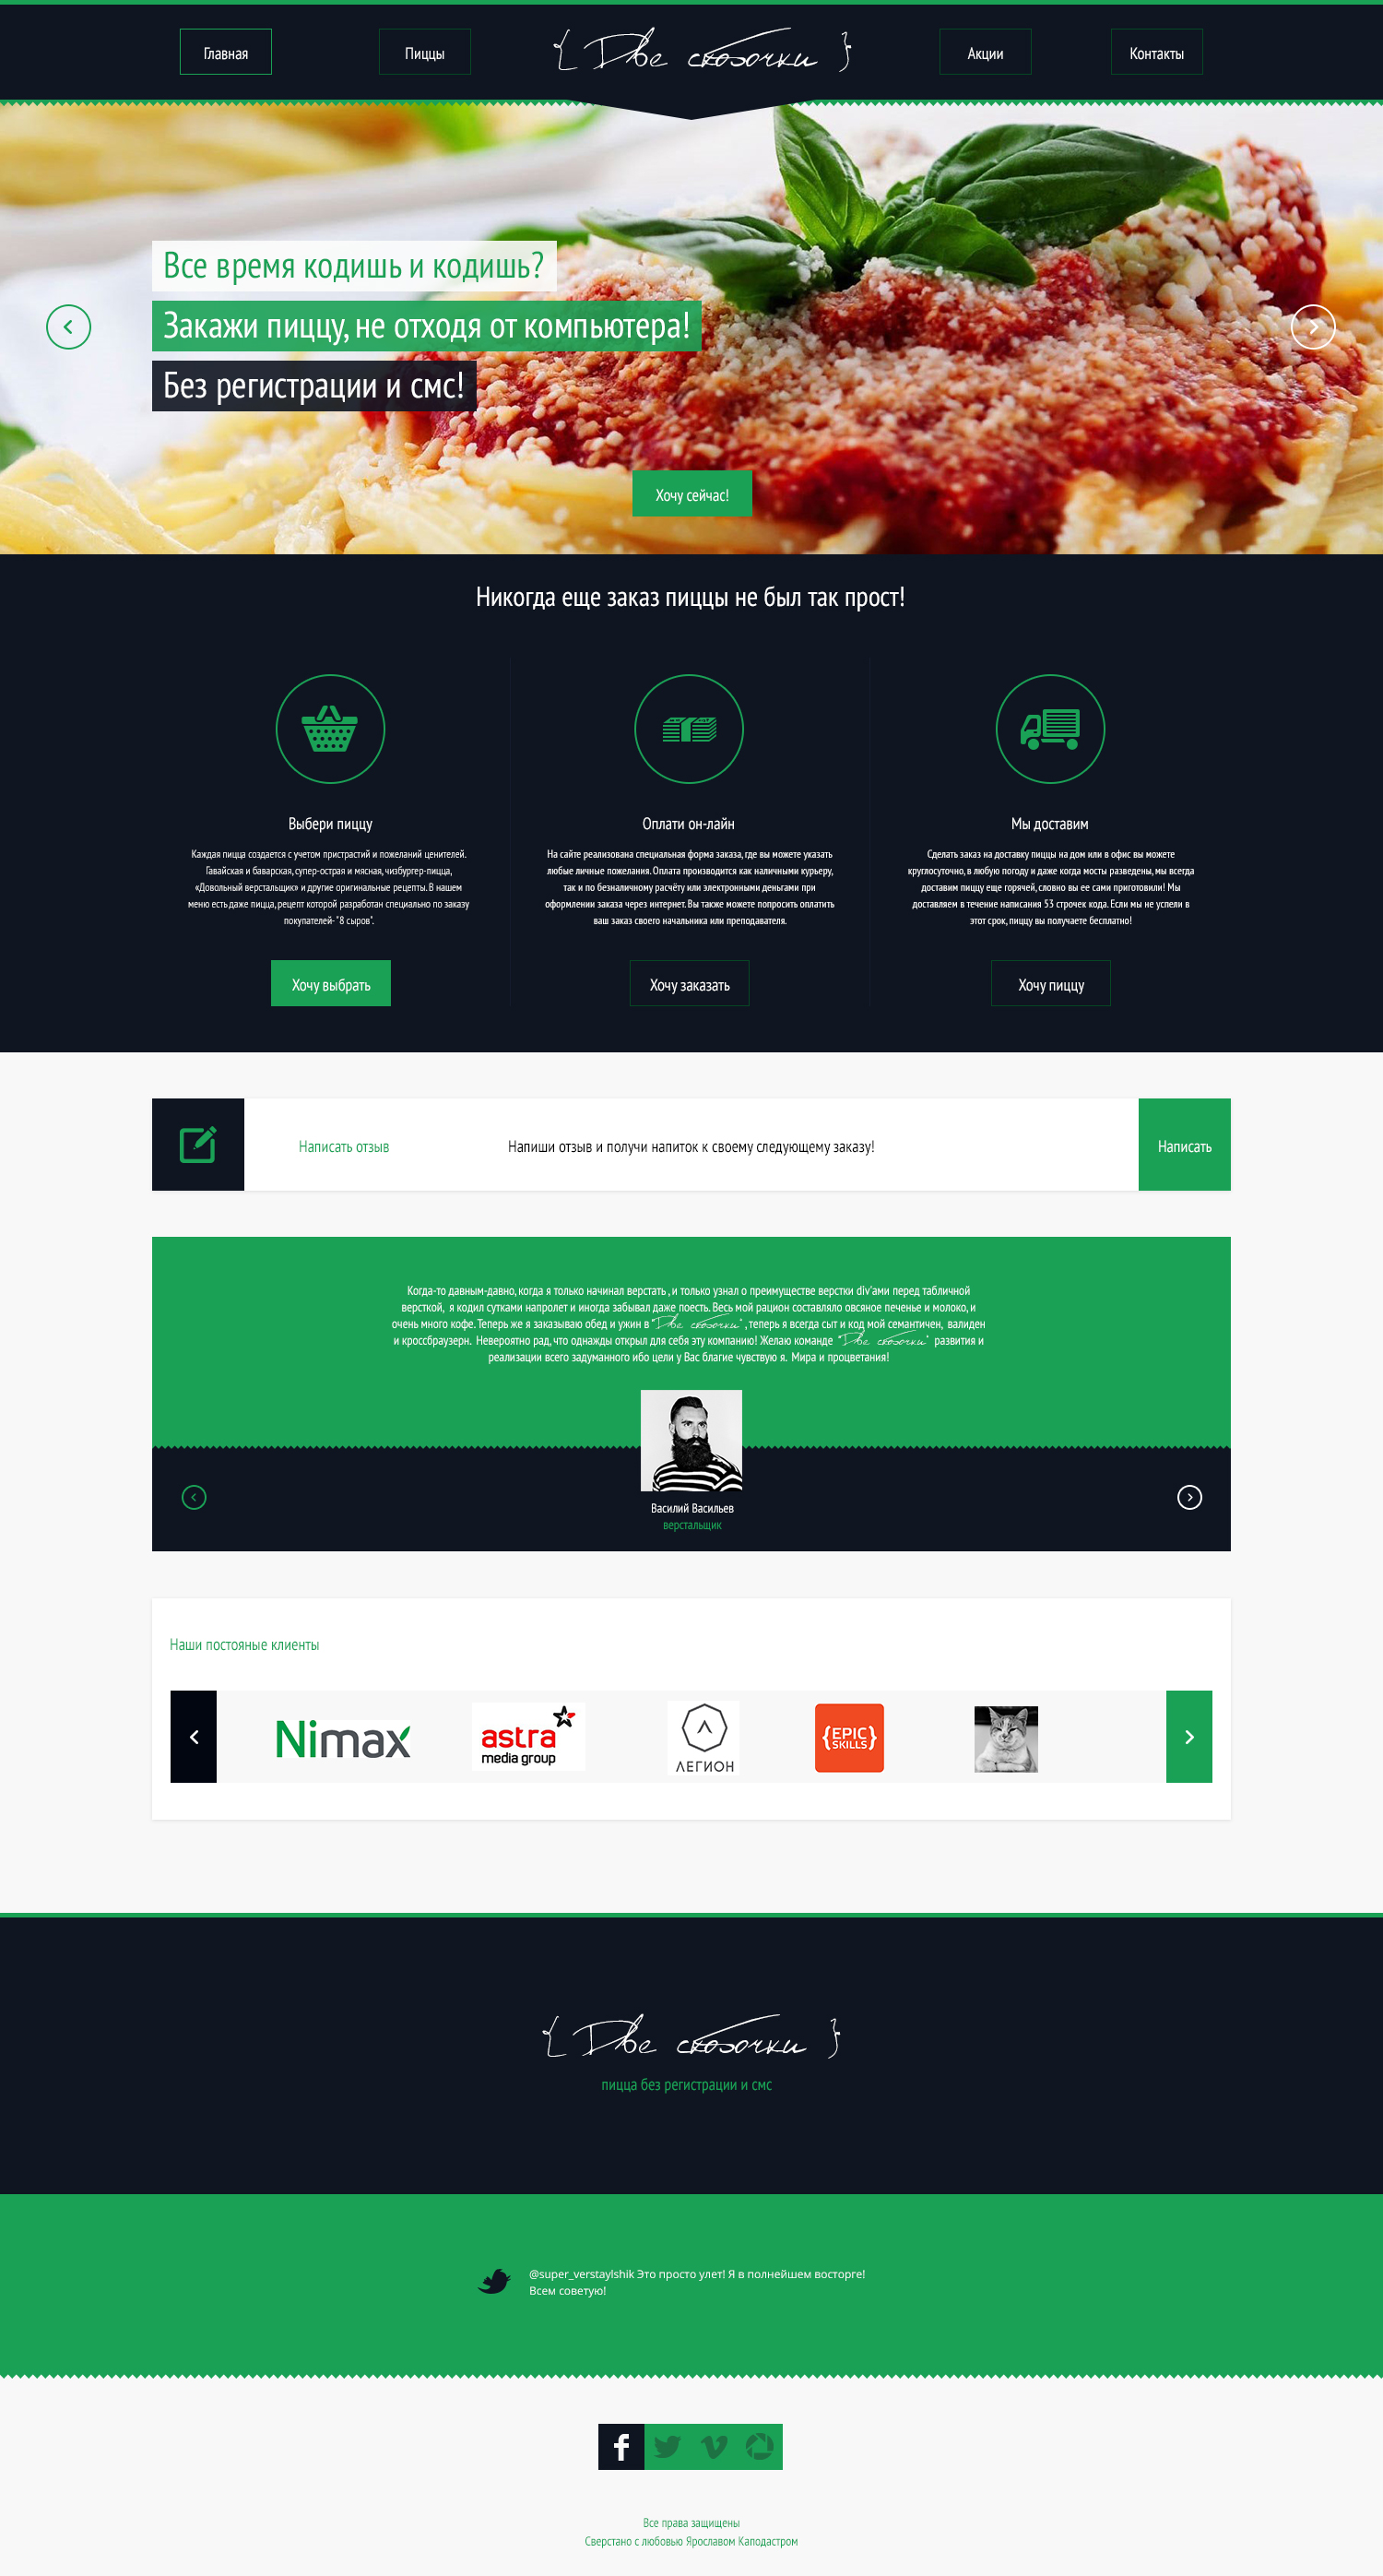 Главная
Пиццы
{ Две скобочки }
Акции
Контакты
Все время кодишь и кодишь?
Закажи пиццу, не отходя от компьютера!
Без регистрации и смс!
Хочу сейчас!
Никогда еще заказ пиццы не был так прост!
Выбери пиццу
Каждая пицца создается с учетом пристрастий и пожеланий ценителей.
Гавайская и баварская, супер-острая и мясная, чизбургер-пицца,
«Довольный верстальщик» и другие оригинальные рецепты. В нашем
меню есть даже пицца, рецепт которой разработан специально по заказу
покупателей- "8 сыров".
Хочу выбрать
Оплати он-лайн
На сайте реализована специальная форма заказа, где вы можете указать
любые личные пожелания. Оплата производится как наличными курьеру,
так и по безналичному расчёту или электронными деньгами при
оформлении заказа через интернет. Вы также можете попросить оплатить
ваш заказ своего начальника или преподавателя.
Хочу заказать
Мы доставим
Сделать заказ на доставку пиццы на дом или в офис вы можете
круглосуточно, в любую погоду и даже когда мосты разведены, мы всегда
доставим пиццу еще горячей, словно вы ее сами приготовили! Мы
доставляем в течение написания 53 строчек кода. Если мы не успели в
этот срок, пиццу вы получаете бесплатно!
Хочу пиццу
Написать отзыв
Напиши отзыв и получи напиток к своему следующему заказу!
Написать
Когда-то давным-давно, когда я только начинал верстать , и только узнал о преимуществе верстки div'ами перед табличной
версткой, я кодил сутками напролет и иногда забывал даже поесть. Весь мой рацион составляло овсяное печенье и молоко, и
очень много кофе. Теперь же я заказываю обед и ужин в "Две скобочки" , теперь я всегда сыт и код мой семантичен, валиден
и кроссбраузерн. Невероятно рад, что однажды открыл для себя эту компанию! Желаю команде "Две скобочки" развития и
реализации всего задуманного ибо цели у Вас благие чувствую я. Мира и процветания!
Василий Васильев
верстальщик
Наши постояные клиенты
Nimax
astra
media group
ЛЕГИОН
{EPIC
SKILLS}
{ Две скобочки }
пицца без регистрации и смс
@super_verstaylshik Это просто улет! Я в полнейшем восторге!
Всем советую!
Все права защищены
Сверстано с любовью Ярославом Каподастром